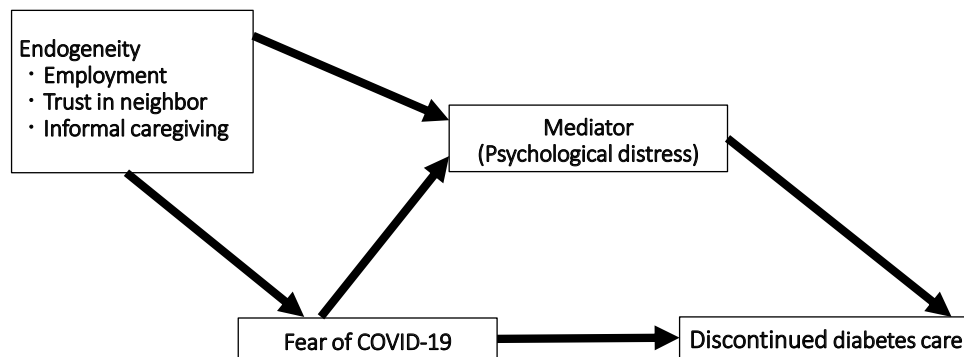 Endogeneity
・Employment
・Trust in neighbor
・Informal caregiving
Mediator
(Psychological distress)
Fear of COVID-19
Discontinued diabetes care